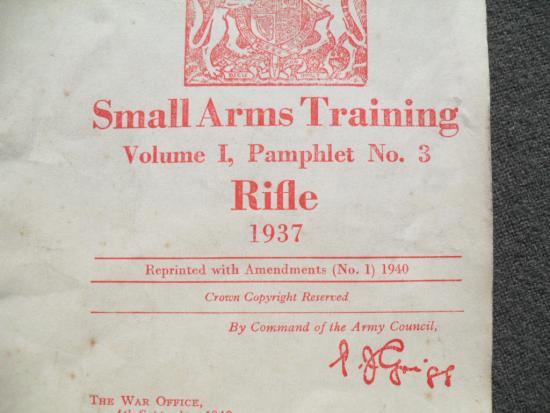 Small Arms Training
Volume I, Pamphlet No. 3
Rifle
1937
Reprinted with Amendments (No. 1) 1940
Crown Copyright Reserved
By Command of the Army Council,
P. J. Grigg
THE WAR OFFICE,